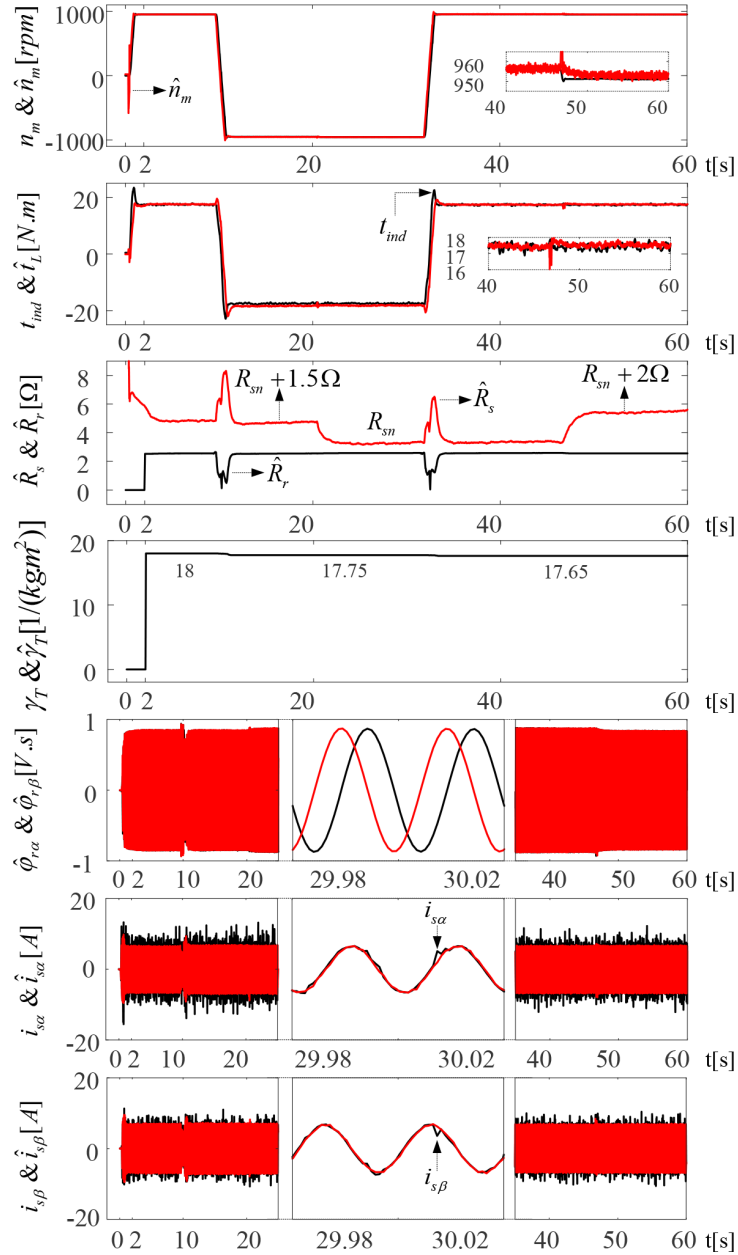 n_m & n̂_m [rpm]
1000
0
-1000
n̂_m
960
950
41 50 61
0 2 20 40 60 t[s]
t_ind & t̂_L [N.m]
20
0
-20
t_ind
18
17
16
40 50 60
0 2 20 40 60 t[s]
R̂_s & R̂_r [Ω]
8
6
4
2
0
R_sn +1.5Ω
R_sn
R̂_s
R_sn + 2Ω
R̂_r
0 2 20 40 60 t[s]
γ_T & γ̂_T [1/(kg.m²)]
20
10
0
18 17.75 17.65
0 2 20 40 60 t[s]
φ̂_rα & φ̂_rβ [V.s]
1
0
-1
0 2 10 20 29.98 30.02 40 50 60 t[s]
i_sα & î_sα [A]
20
0
-20
i_sα
0 2 10 20 29.98 30.02 40 50 60 t[s]
i_sβ & î_sβ [A]
20
0
-20
i_sβ
0 2 10 20 29.98 30.02 40 50 60 t[s]